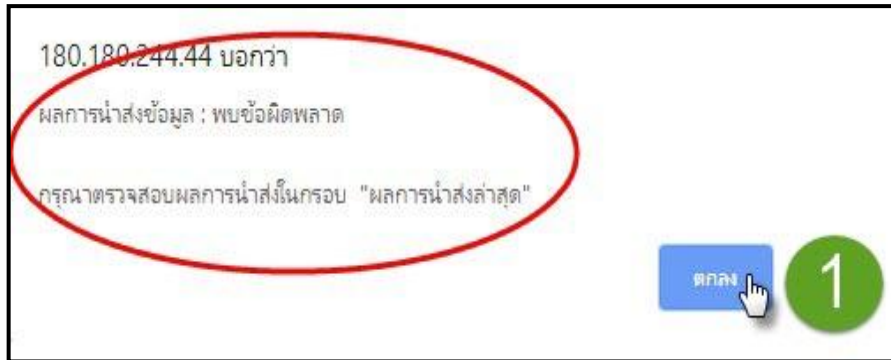 180.180.244.44 บอกว่า
ผลการนำส่งข้อมูล : พบข้อผิดพลาด
กรุณาตรวจสอบผลการนำส่งในกรอบ "ผลการนำส่งล่าสุด"
ตกลง
1